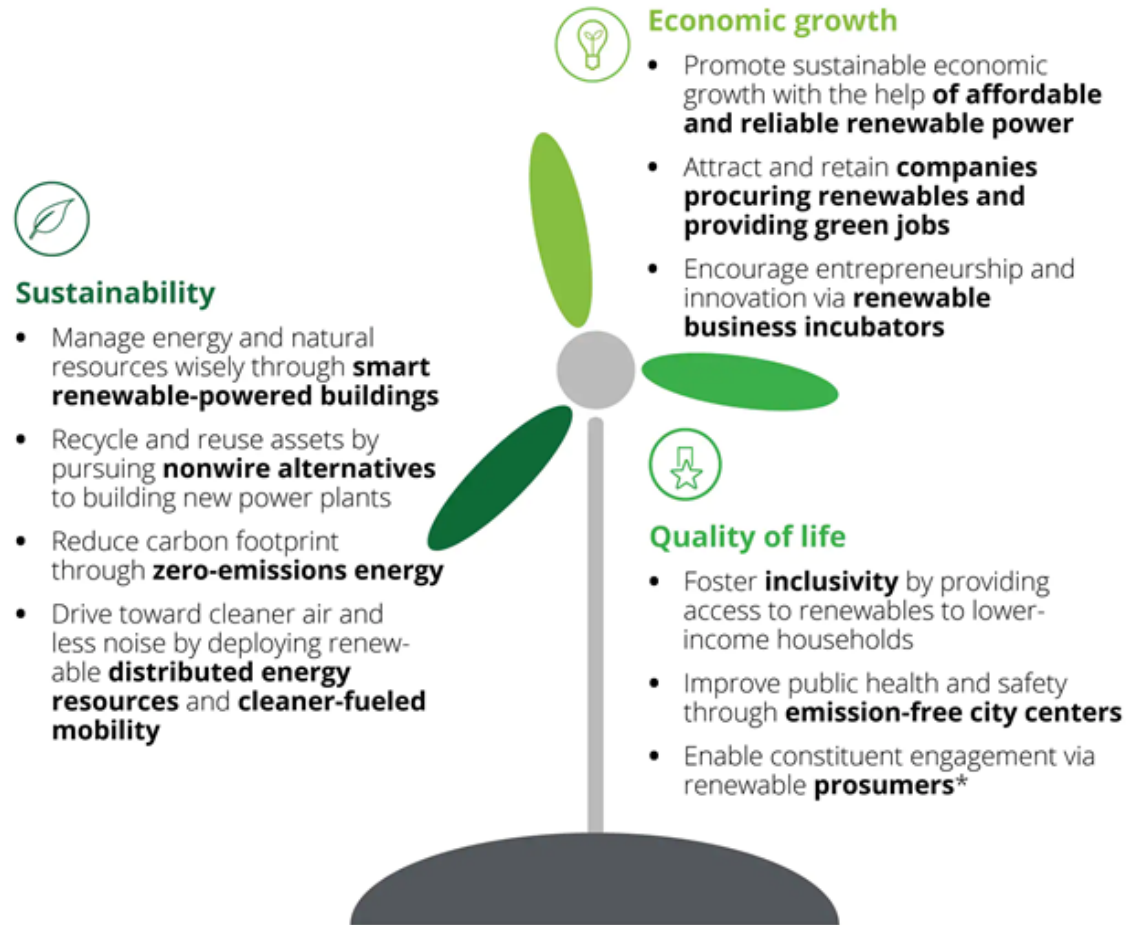 Economic growth
• Promote sustainable economic
growth with the help of affordable
and reliable renewable power
• Attract and retain companies
procuring renewables and
providing green jobs
• Encourage entrepreneurship and
innovation via renewable
business incubators
Sustainability
• Manage energy and natural
resources wisely through smart
renewable-powered buildings
• Recycle and reuse assets by
pursuing nonwire alternatives
to building new power plants
• Reduce carbon footprint
through zero-emissions energy
• Drive toward cleaner air and
less noise by deploying renew-
able distributed energy
resources and cleaner-fueled
mobility
Quality of life
• Foster inclusivity by providing
access to renewables to lower-
income households
• Improve public health and safety
through emission-free city centers
• Enable constituent engagement via
renewable prosumers*